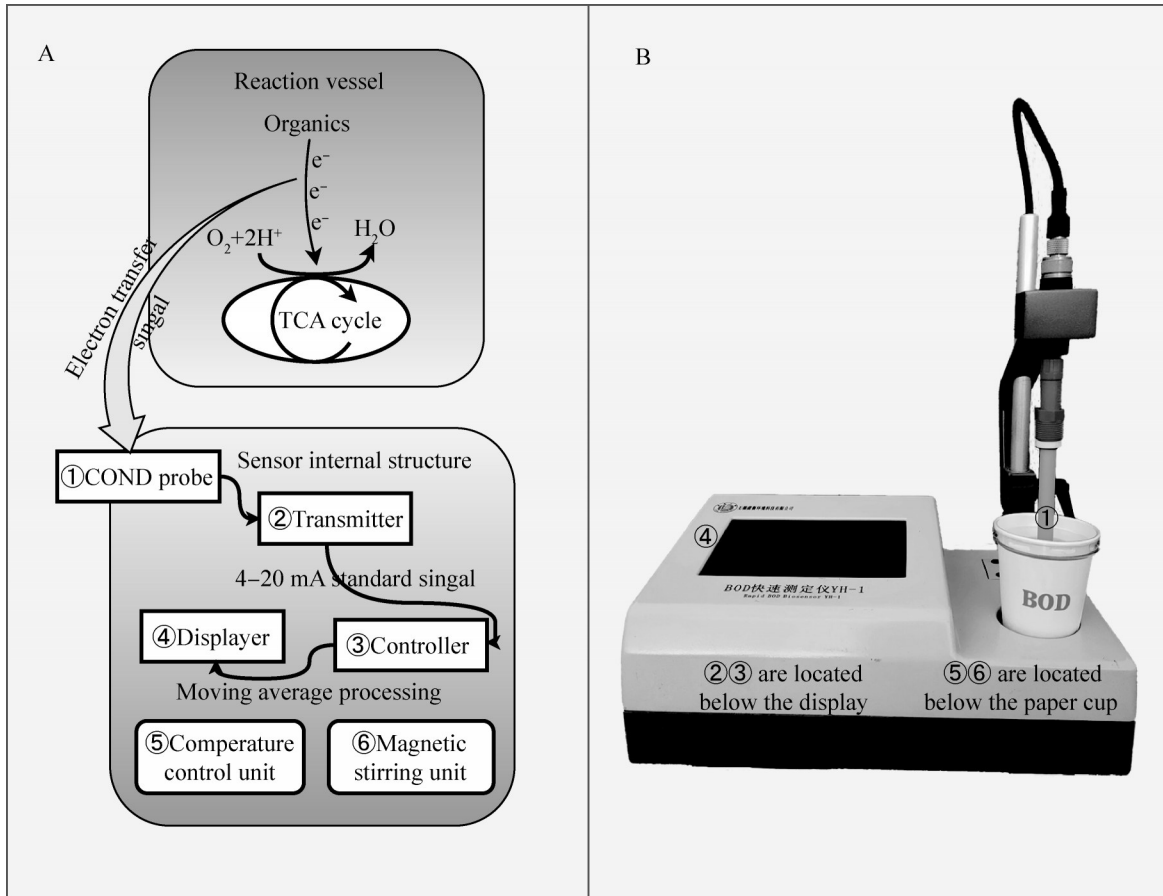 A
Reaction vessel
Organics
e⁻
e⁻
e⁻
O₂+2H⁺
H₂O
TCA cycle
Electron transfer
singal
①COND probe
Sensor internal structure
②Transmitter
4–20 mA standard singal
④Displayer
③Controller
Moving average processing
⑤Comperature
control unit
⑥Magnetic
stirring unit
B
①
④
BOD快速测定仪YH-1
Rapid BOD Biosensor YH-1
BOD
②③ are located
below the display
⑤⑥ are located
below the paper cup